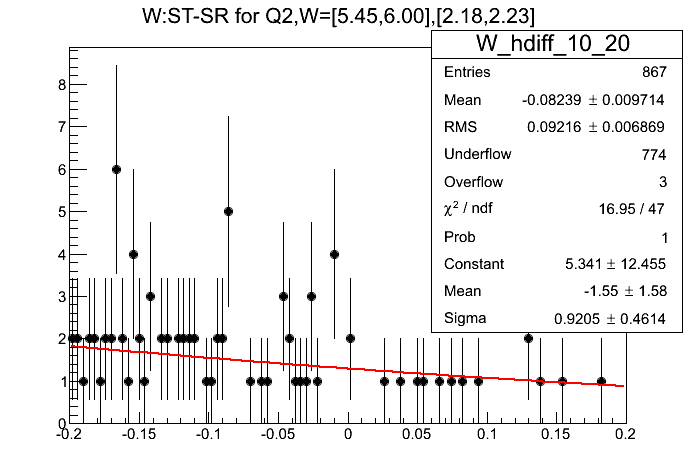 W:ST-SR for Q2,W=[5.45,6.00],[2.18,2.23]
W_hdiff_10_20
Entries 867
Mean -0.08239 ± 0.009714
RMS 0.09216 ± 0.006869
Underflow 774
Overflow 3
χ² / ndf 16.95 / 47
Prob 1
Constant 5.341 ± 12.455
Mean -1.55 ± 1.58
Sigma 0.9205 ± 0.4614
8
7
6
5
4
3
2
1
0
-0.2 -0.15 -0.1 -0.05 0 0.05 0.1 0.15 0.2